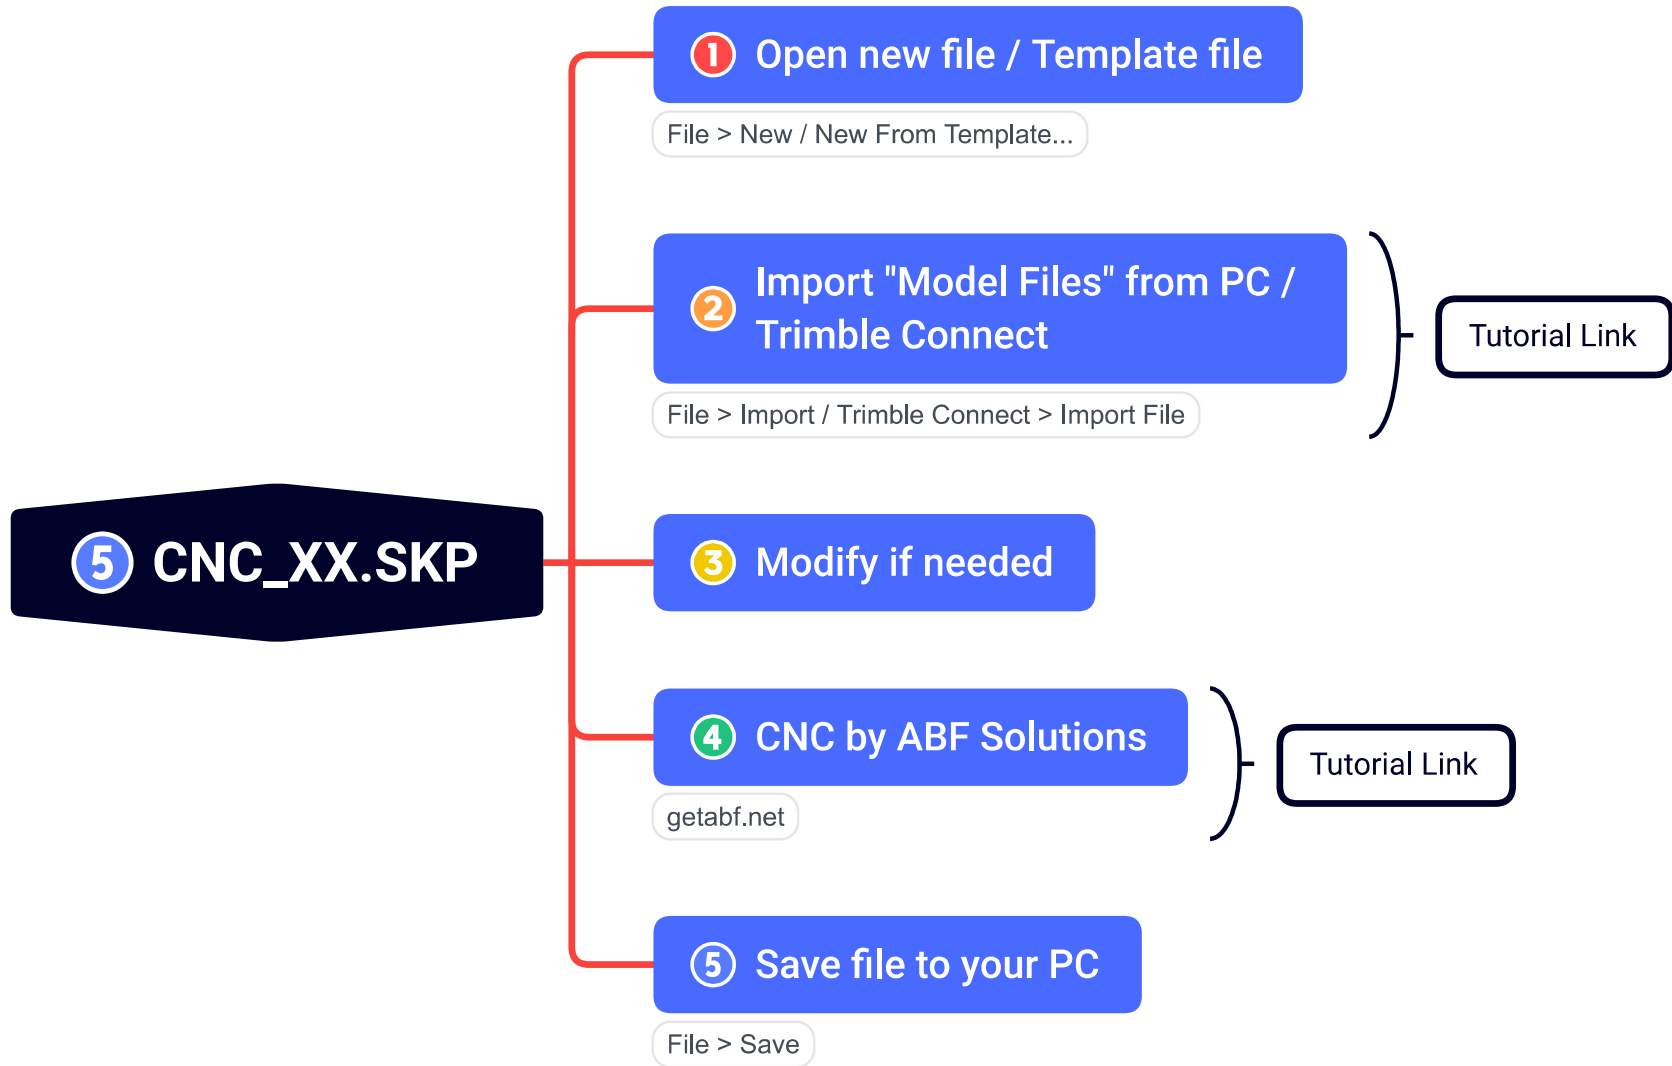 1 Open new file / Template file
File > New / New From Template...
2 Import "Model Files" from PC /
Trimble Connect
File > Import / Trimble Connect > Import File
Tutorial Link
5 CNC_XX.SKP
3 Modify if needed
4 CNC by ABF Solutions
getabf.net
Tutorial Link
5 Save file to your PC
File > Save